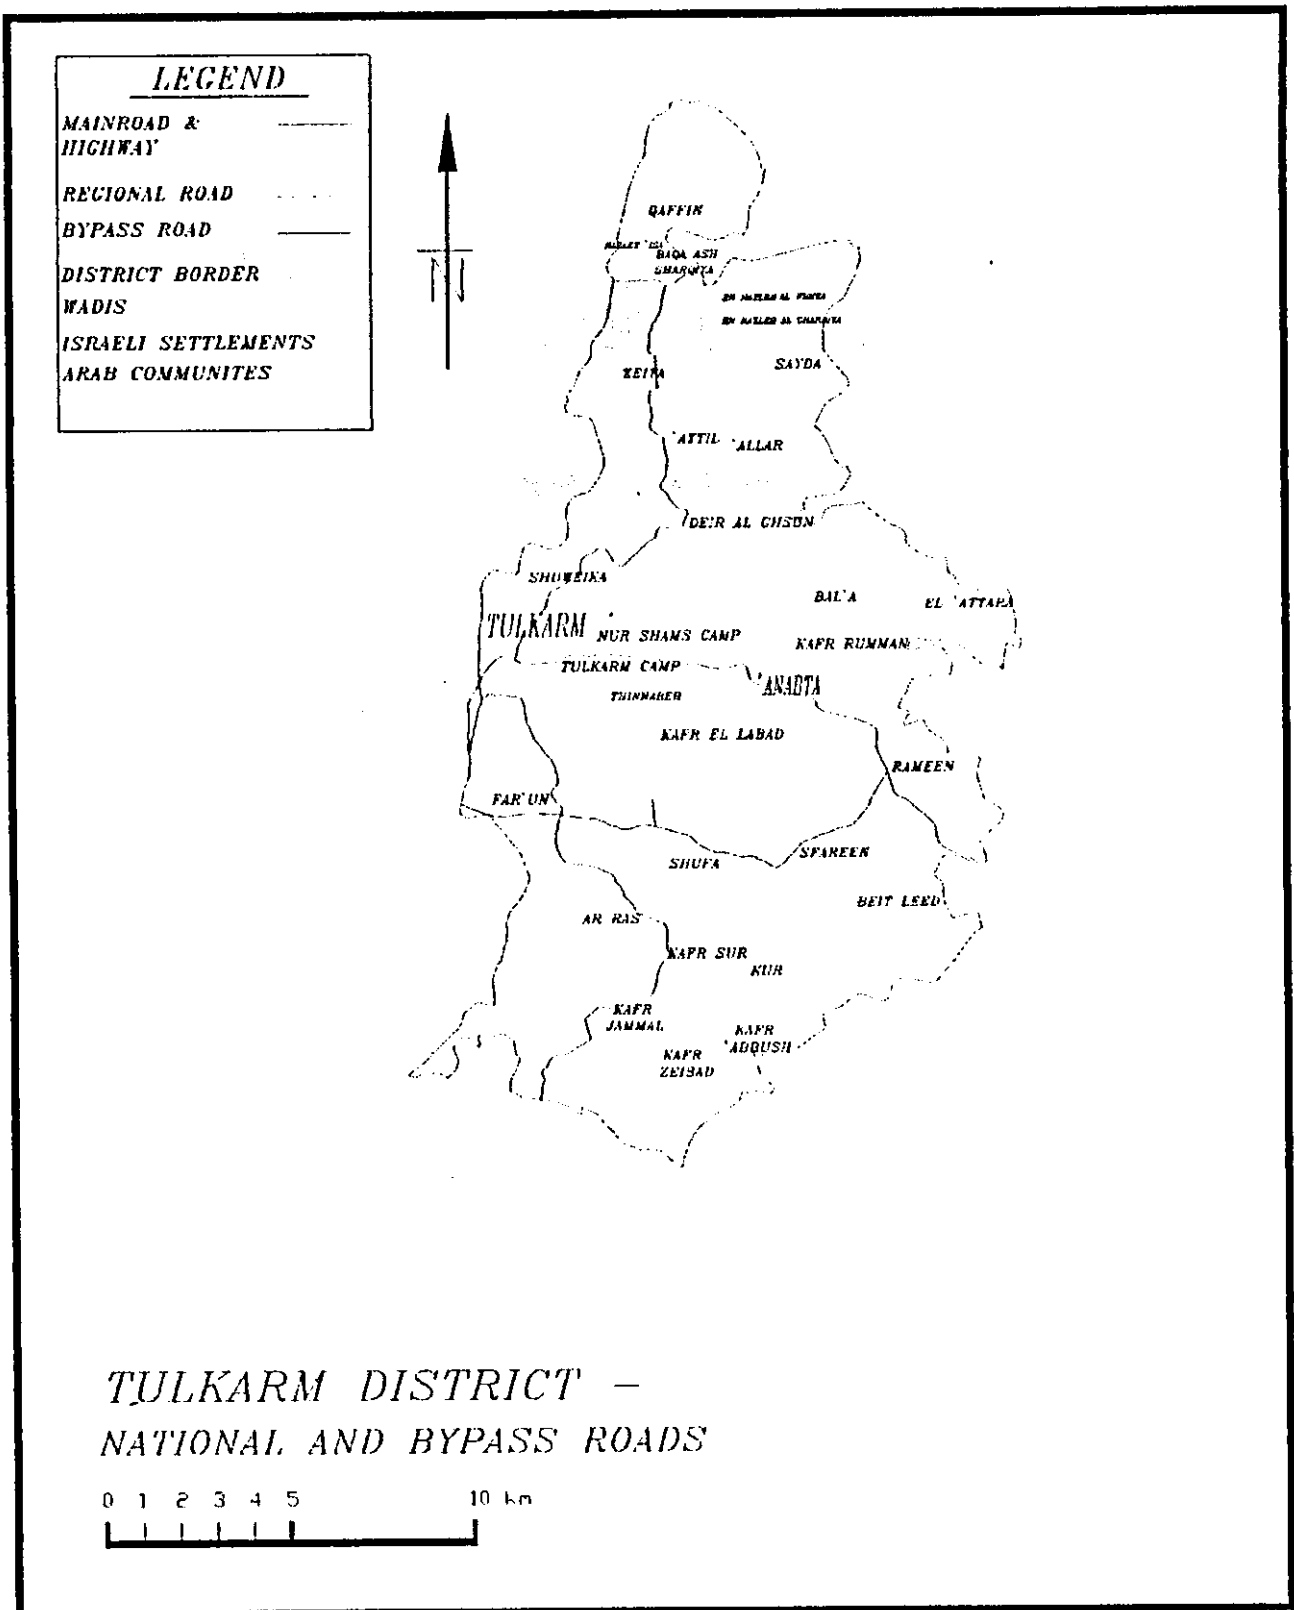 LEGEND
MAINROAD &
HIGHWAY
REGIONAL ROAD
BYPASS ROAD
DISTRICT BORDER
WADIS
ISRAELI SETTLEMENTS
ARAB COMMUNITES
N
QAFFIN
BAQA ASH
SHARQIYA
SAYDA
'ATTIL
'ALLAR
DEIR AL GHSUN
SHUWEIKA
BAL'A
EL 'ATTARA
TULKARM
NUR SHAMS CAMP
KAFR RUMMAN
TULKARM CAMP
'ANABTA
THINNABER
KAFR EL LABAD
RAMEEN
FAR'UN
SHUFA
SFAREEN
BEIT LEED
AR RAS
KAFR SUR
KUR
KAFR
JAMMAL
KAFR
'ABBUSH
KAFR
ZEIBAD
TULKARM DISTRICT –
NATIONAL AND BYPASS ROADS
0 1 2 3 4 5 10 km